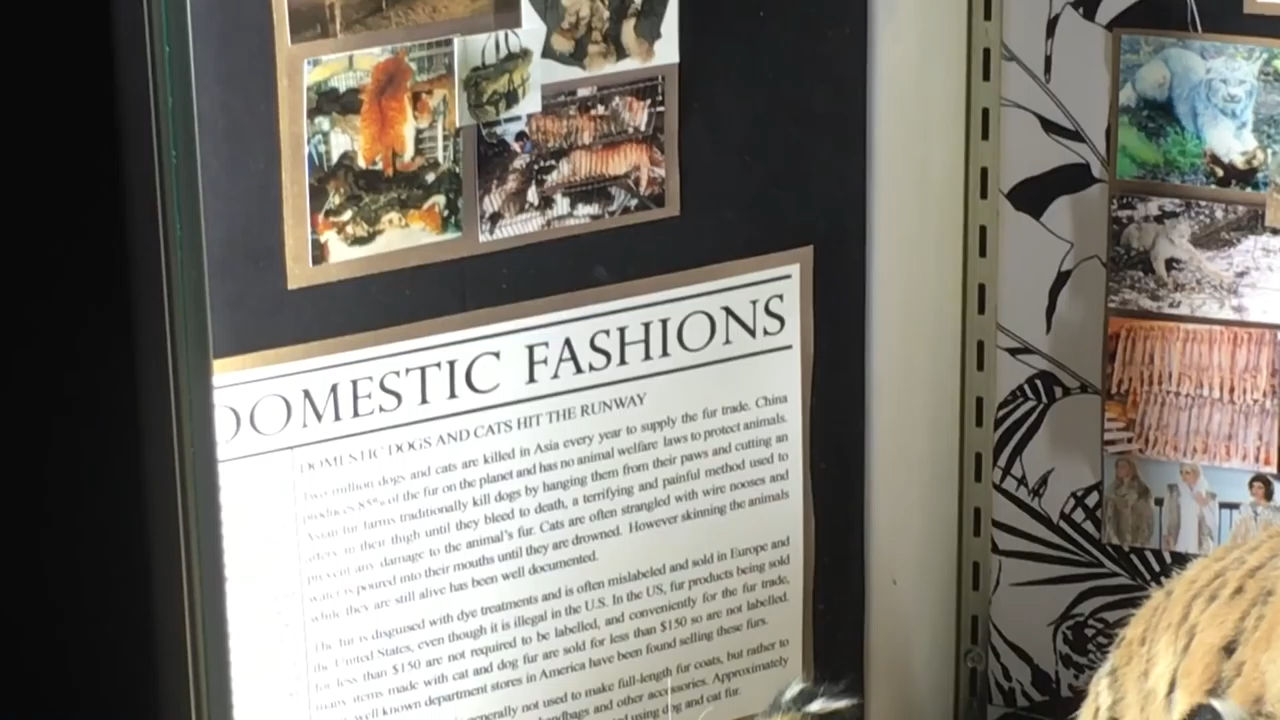 DOMESTIC FASHIONS
DOMESTIC DOGS AND CATS HIT THE RUNWAY
Two million dogs and cats are killed in Asia every year to supply the fur trade. China
produces 85% of the fur on the planet and has no animal welfare laws to protect animals.
Asian fur farms traditionally kill dogs by hanging them from their paws and cutting an
in their thigh until they bleed to death, a terrifying and painful method used to
prevent any damage to the animal's fur. Cats are often strangled with wire nooses and
water is poured into their mouths until they are drowned. However skinning the animals
while they are still alive has been well documented.
The fur is disguised with dye treatments and is often mislabeled and sold in Europe and
the United States, even though it is illegal in the U.S. In the US, fur products being sold
for less than $150 are not required to be labelled, and conveniently for the fur trade,
many items made with cat and dog fur are sold for less than $150 so are not labelled.
well known department stores in America have been found selling these furs.
generally not used to make full-length fur coats, but rather to
handbags and other accessories. Approximately
using dog and cat fur.